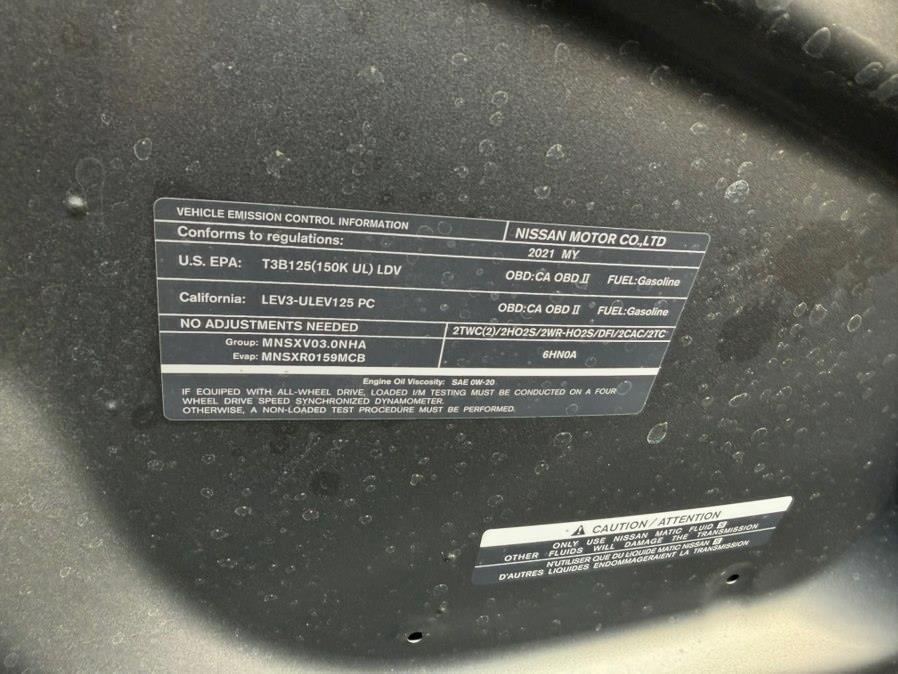 VEHICLE EMISSION CONTROL INFORMATION
NISSAN MOTOR CO.,LTD
Conforms to regulations:
2021 MY
U.S. EPA: T3B125(150K UL) LDV OBD:CA OBD II FUEL:Gasoline
California: LEV3-ULEV125 PC OBD:CA OBD II FUEL:Gasoline
NO ADJUSTMENTS NEEDED
2TWC(2)/2HO2S/2WR-HO2S/DFI/2CAC/2TC
Group: MNSXV03.0NHA
Evap: MNSXR0159MCB
6HN0A
Engine Oil Viscosity: SAE 0W-20
IF EQUIPPED WITH ALL-WHEEL DRIVE, LOADED I/M TESTING MUST BE CONDUCTED ON A FOUR
WHEEL DRIVE SPEED SYNCHRONIZED DYNAMOMETER.
OTHERWISE, A NON-LOADED TEST PROCEDURE MUST BE PERFORMED.
CAUTION / ATTENTION
ONLY USE NISSAN MATIC FLUID S
OTHER FLUIDS WILL DAMAGE THE TRANSMISSION
N'UTILISER QUE DU LIQUIDE MATIC NISSAN S
D'AUTRES LIQUIDES ENDOMMAGERAIENT LA TRANSMISSION